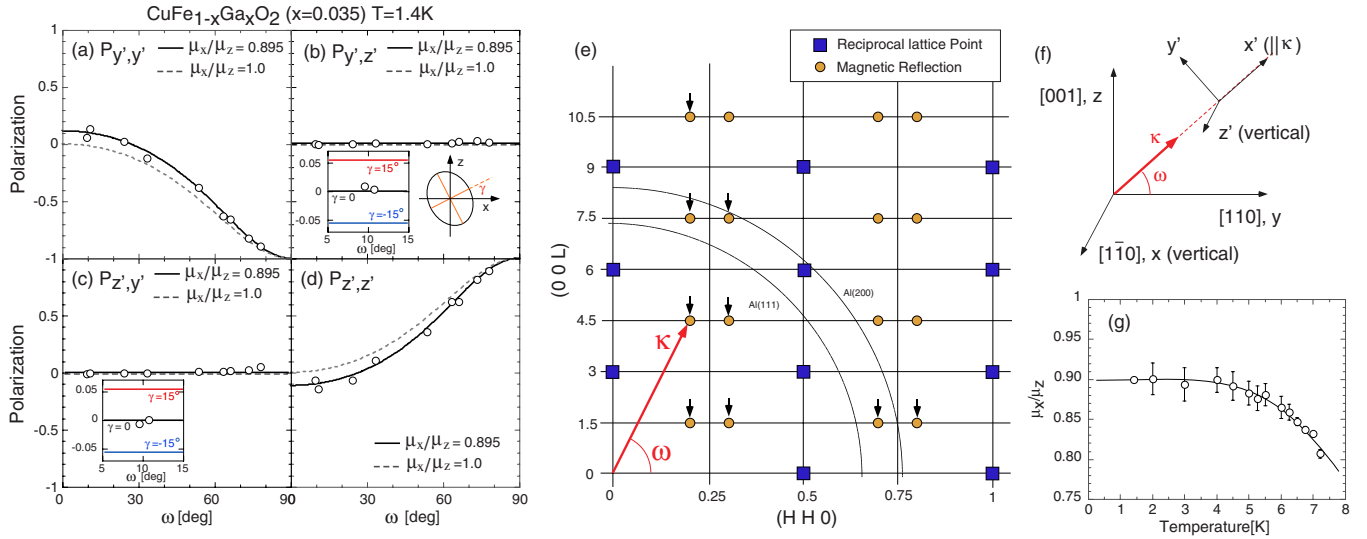 CuFe1-xGaxO2 (x=0.035) T=1.4K
(a) Py',y'
μx/μz = 0.895
μx/μz=1.0
(b) Py',z'
μx/μz = 0.895
μx/μz=1.0
Polarization
1
0.5
0
-0.5
-1
0.05
0
-0.05
γ=15°
γ=0
γ=-15°
5 10 15
ω [deg]
z
γ
x
(c) Pz',y'
μx/μz = 0.895
μx/μz=1.0
(d) Pz',z'
μx/μz = 0.895
μx/μz=1.0
Polarization
1
0.5
0
-0.5
-1
0.05
0
-0.05
γ=15°
γ=0
γ=-15°
5 10 15
ω [deg]
0 30 60 90
0 30 60 90
ω [deg]
ω [deg]
(e)
Reciprocal lattice Point
Magnetic Reflection
10.5
9
7.5
6
4.5
3
1.5
0
(0 0 L)
Al(111)
Al(200)
κ
ω
0 0.25 0.5 0.75 1
(H H 0)
(f)
y'
x' (||κ)
[001], z
z' (vertical)
κ
ω
[110], y
[11̄0], x (vertical)
(g)
μx/μz
0.95
0.90
0.85
0.80
0.75
0 1 2 3 4 5 6 7 8
Temperature[K]